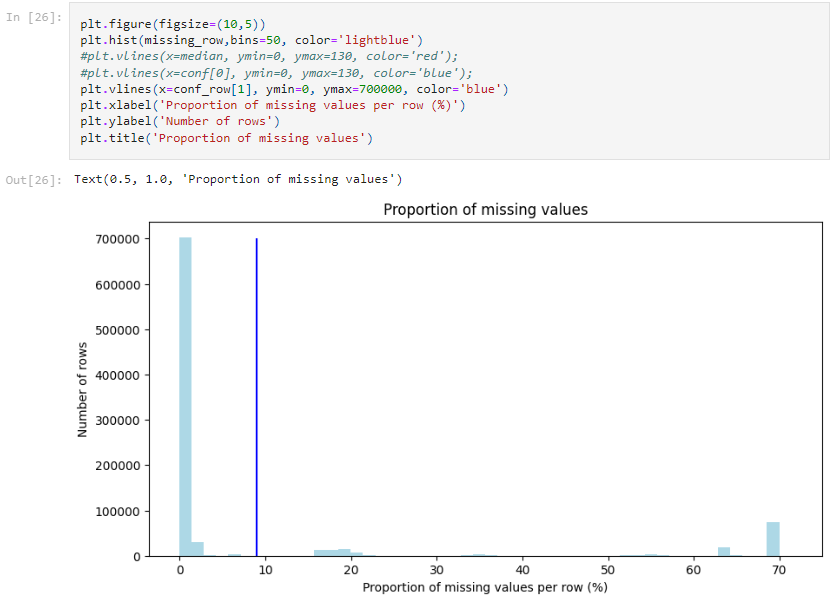 In [26]:
plt.figure(figsize=(10,5))
plt.hist(missing_row,bins=50, color='lightblue')
#plt.vlines(x=median, ymin=0, ymax=130, color='red');
#plt.vlines(x=conf[0], ymin=0, ymax=130, color='blue');
plt.vlines(x=conf_row[1], ymin=0, ymax=700000, color='blue')
plt.xlabel('Proportion of missing values per row (%)')
plt.ylabel('Number of rows')
plt.title('Proportion of missing values')
Out[26]: Text(0.5, 1.0, 'Proportion of missing values')
Proportion of missing values
700000
600000
500000
400000
300000
200000
100000
0
Number of rows
0 10 20 30 40 50 60 70
Proportion of missing values per row (%)